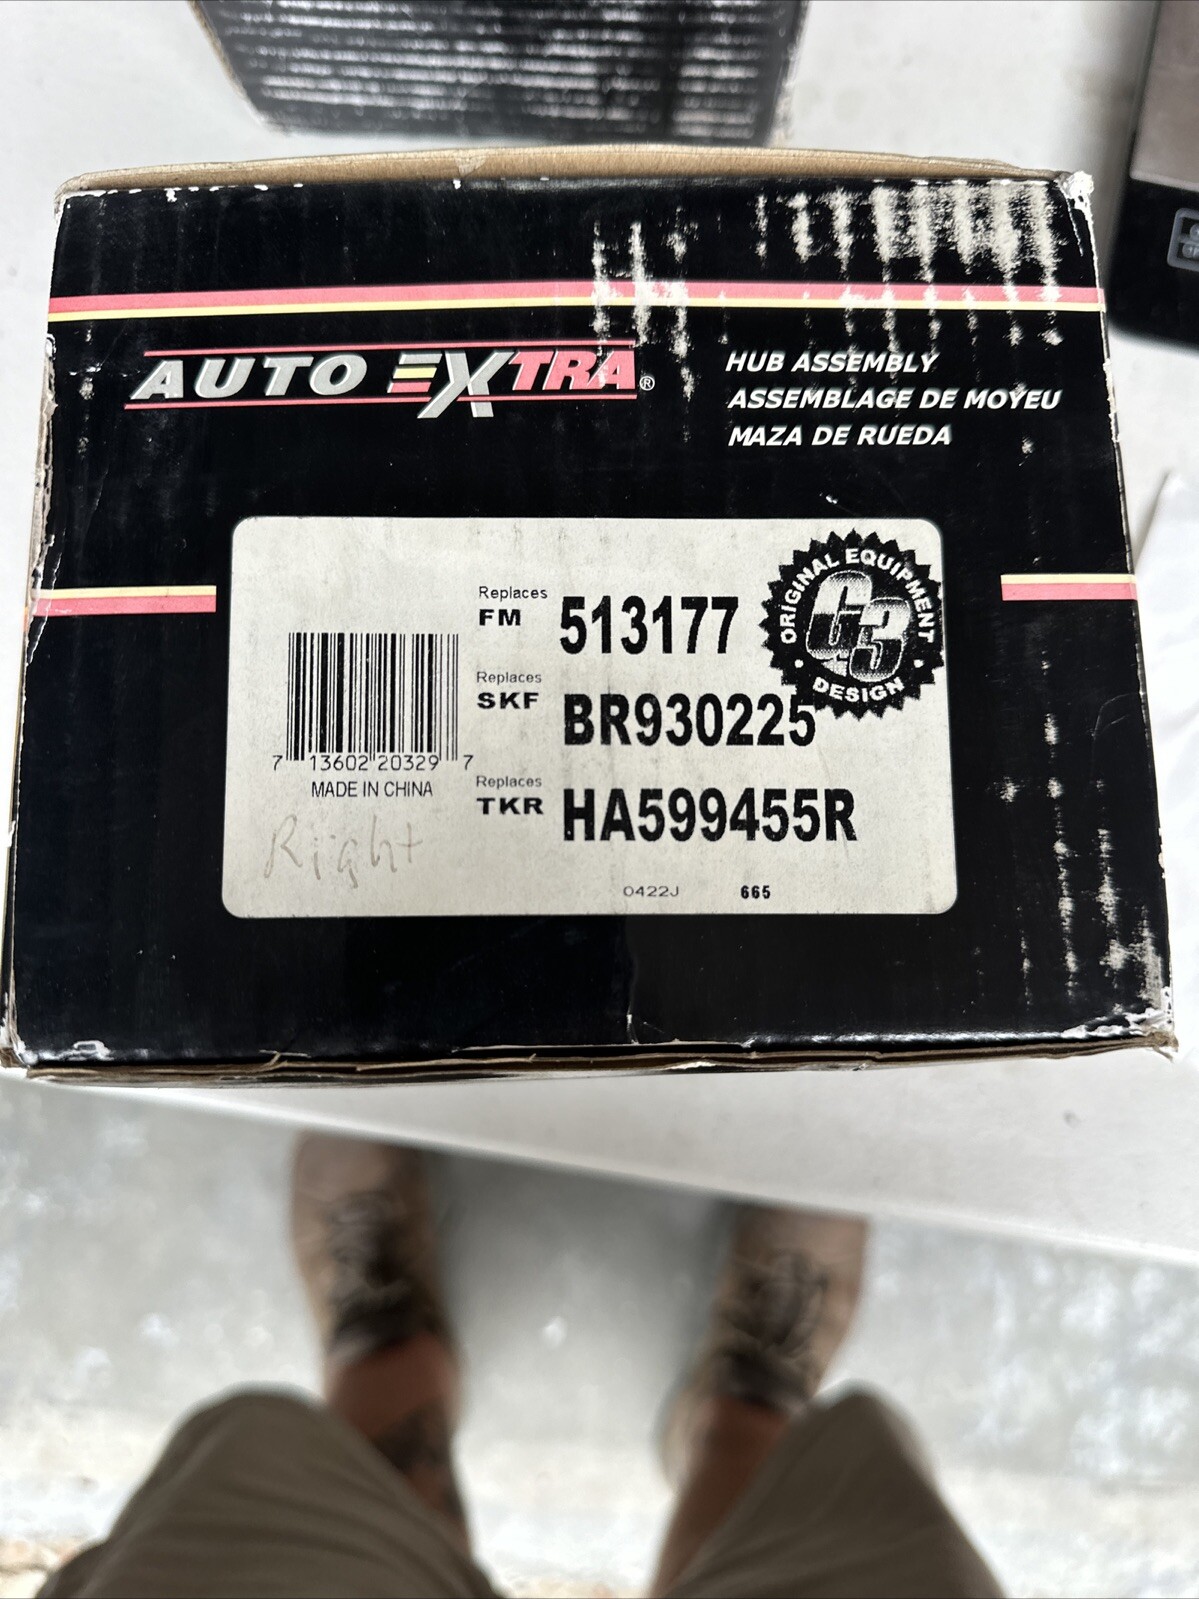 AUTO EXTRA®
HUB ASSEMBLY
ASSEMBLAGE DE MOYEU
MAZA DE RUEDA
Replaces
FM 513177
ORIGINAL EQUIPMENT
G3
DESIGN
Replaces
SKF BR930225
7 13602 20329 7
MADE IN CHINA
Replaces
TKR HA599455R
Right
0422J 665